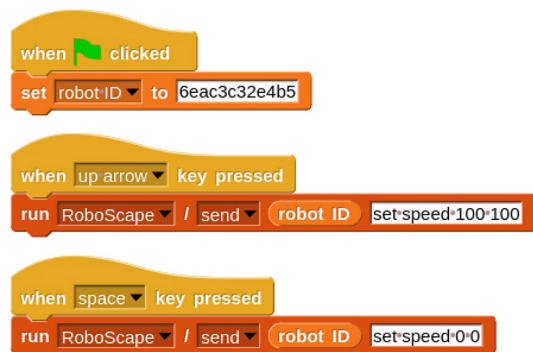 when clicked
set robot ID to 6eac3c32e4b5
when up arrow key pressed
run RoboScape / send robot ID set speed 100 100
when space key pressed
run RoboScape / send robot ID set speed 0 0